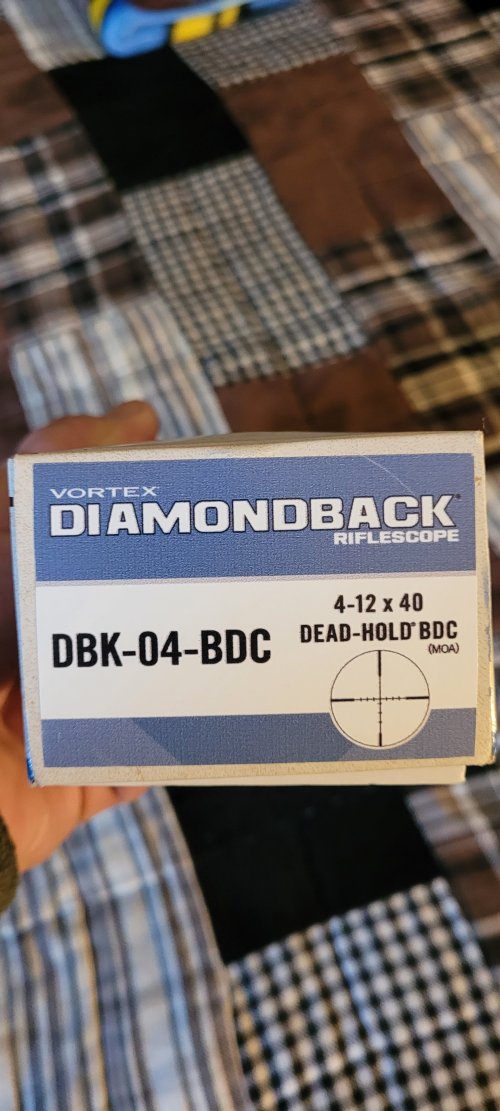 VORTEX®
DIAMONDBACK®
RIFLESCOPE
DBK-04-BDC
4-12 x 40
DEAD-HOLD® BDC
(MOA)